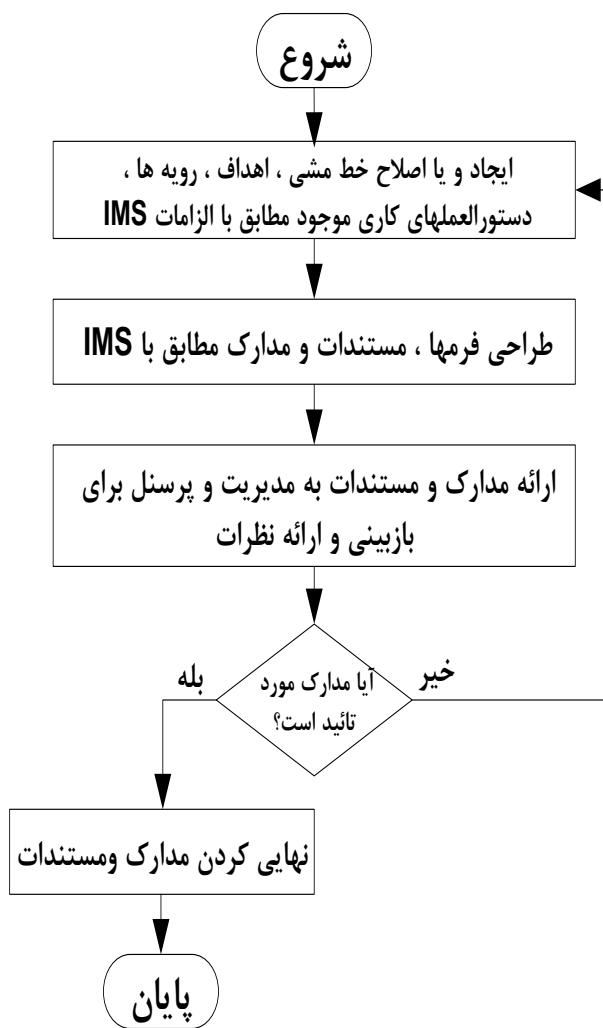 شروع
ایجاد و یا اصلاح خط مشی ، اهداف ، رویه ها ،
دستورالعملهای کاری موجود مطابق با الزامات IMS
طراحی فرمها ، مستندات و مدارک مطابق با IMS
ارائه مدارک و مستندات به مدیریت و پرسنل برای
بازبینی و ارائه نظرات
آیا مدارک مورد
تائید است؟
خیر
بله
نهایی کردن مدارک ومستندات
پایان